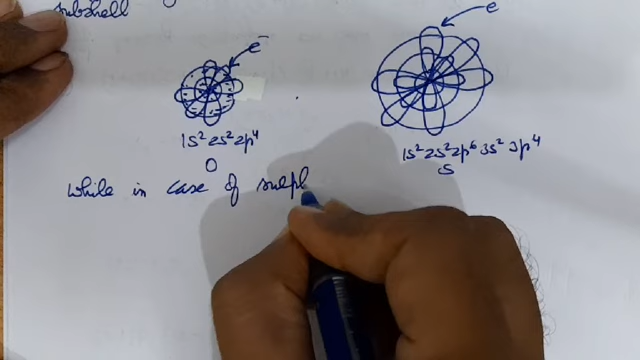 subshell
e⁻
e
1s² 2s² 2p⁴
O
1s² 2s² 2p⁶ 3s² 3p⁴
S
while in case of sulph